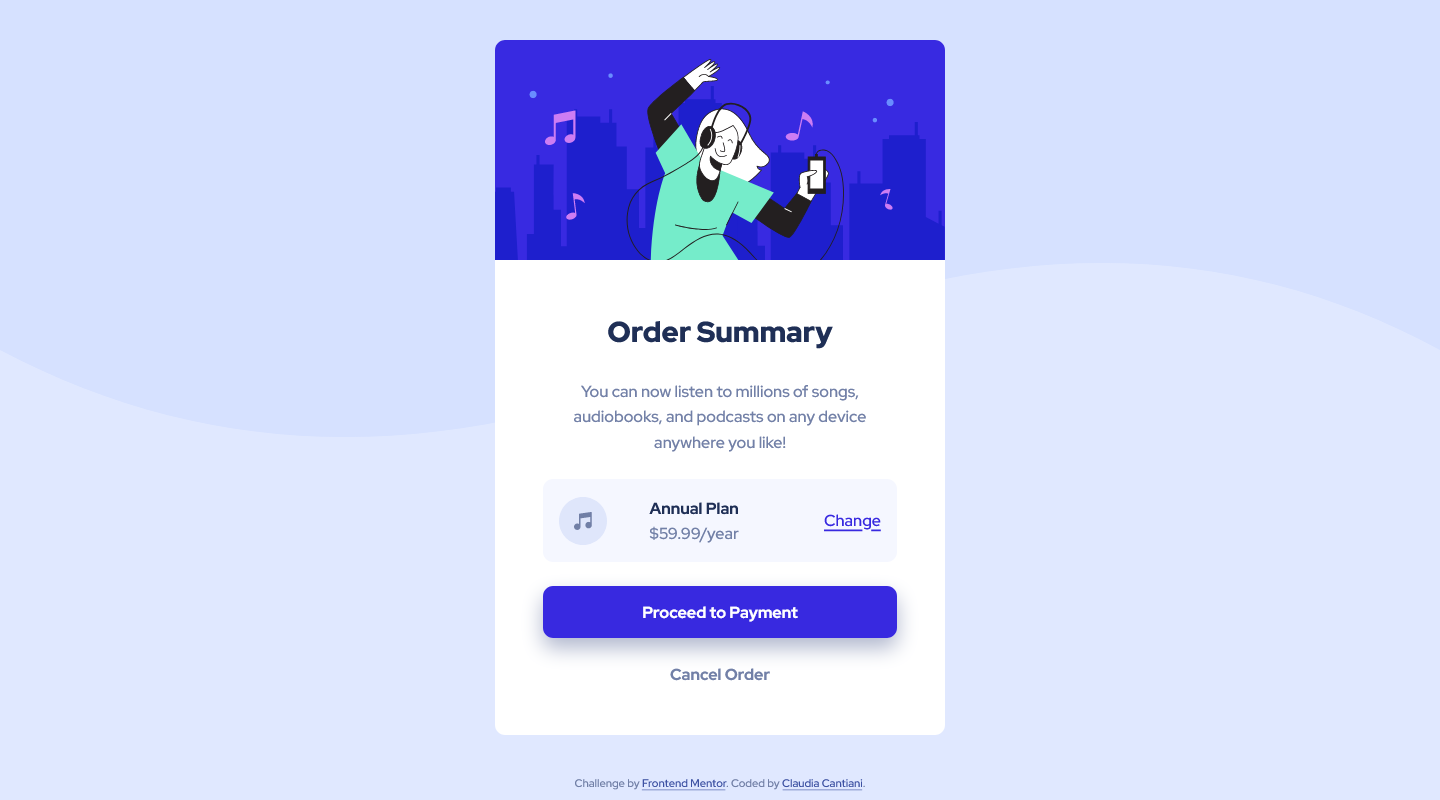 Order Summary
You can now listen to millions of songs,
audiobooks, and podcasts on any device
anywhere you like!
Annual Plan
$59.99/year
Change
Proceed to Payment
Cancel Order
Challenge by Frontend Mentor. Coded by Claudia Cantiani.